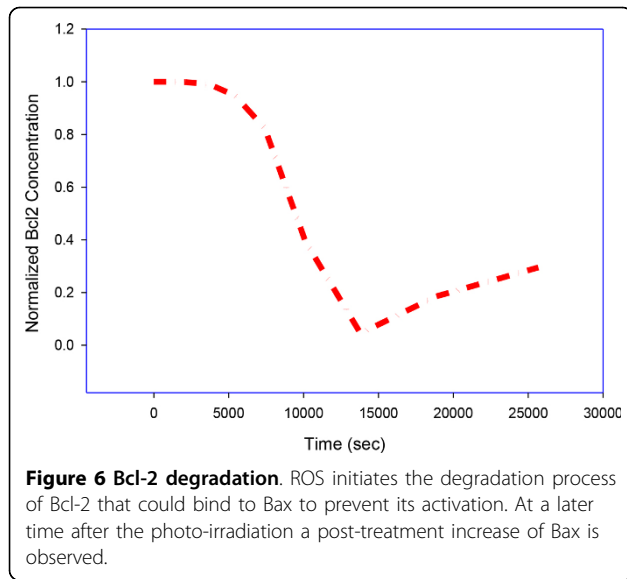 1.2
1.0
0.8
0.6
0.4
0.2
0.0
Normalized Bcl2 Concentration
0 5000 10000 15000 20000 25000 30000
Time (sec)
Figure 6 Bcl-2 degradation. ROS initiates the degradation process
of Bcl-2 that could bind to Bax to prevent its activation. At a later
time after the photo-irradiation a post-treatment increase of Bax is
observed.